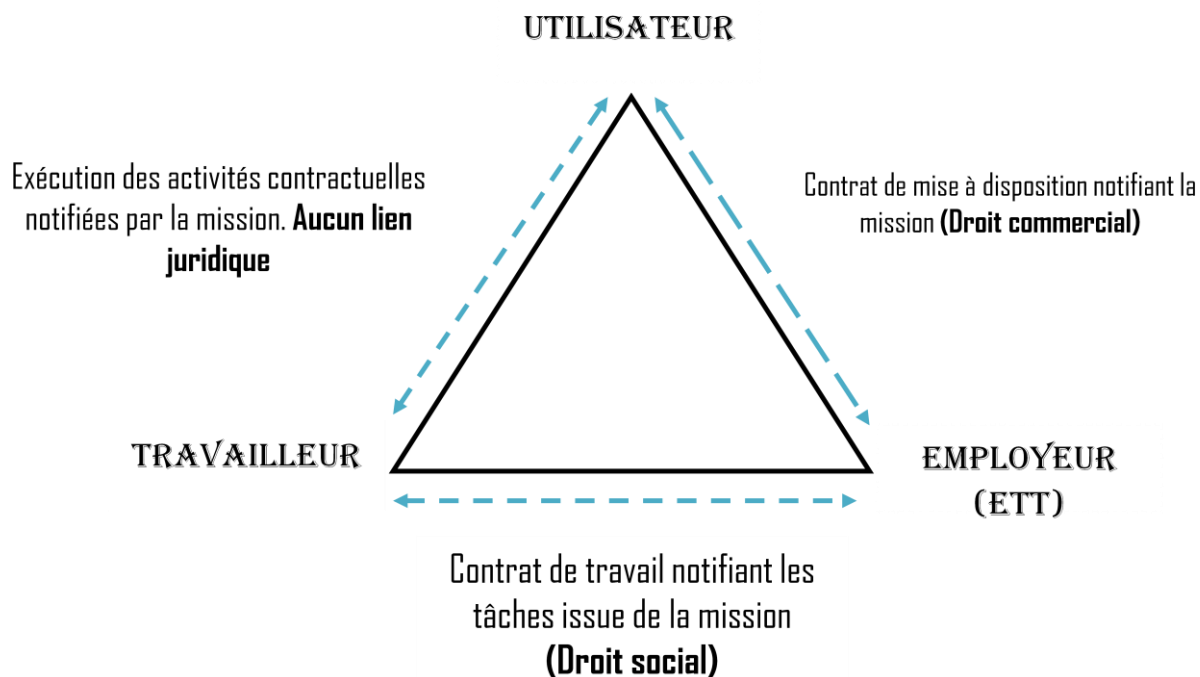 UTILISATEUR
Exécution des activités contractuelles
notifiées par la mission. Aucun lien
juridique
Contrat de mise à disposition notifiant la
mission (Droit commercial)
TRAVAILLEUR
EMPLOYEUR
(ETT)
Contrat de travail notifiant les
tâches issue de la mission
(Droit social)